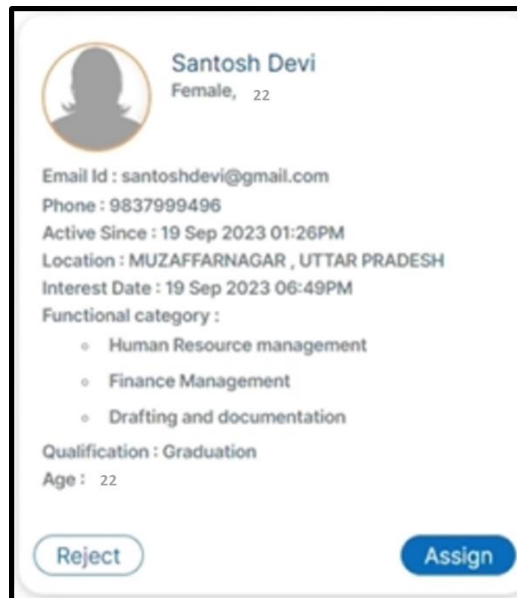 Santosh Devi
Female, 22
Email Id : santoshdevi@gmail.com
Phone : 9837999496
Active Since : 19 Sep 2023 01:26PM
Location : MUZAFFARNAGAR , UTTAR PRADESH
Interest Date : 19 Sep 2023 06:49PM
Functional category :
Human Resource management
Finance Management
Drafting and documentation
Qualification : Graduation
Age : 22
Reject
Assign